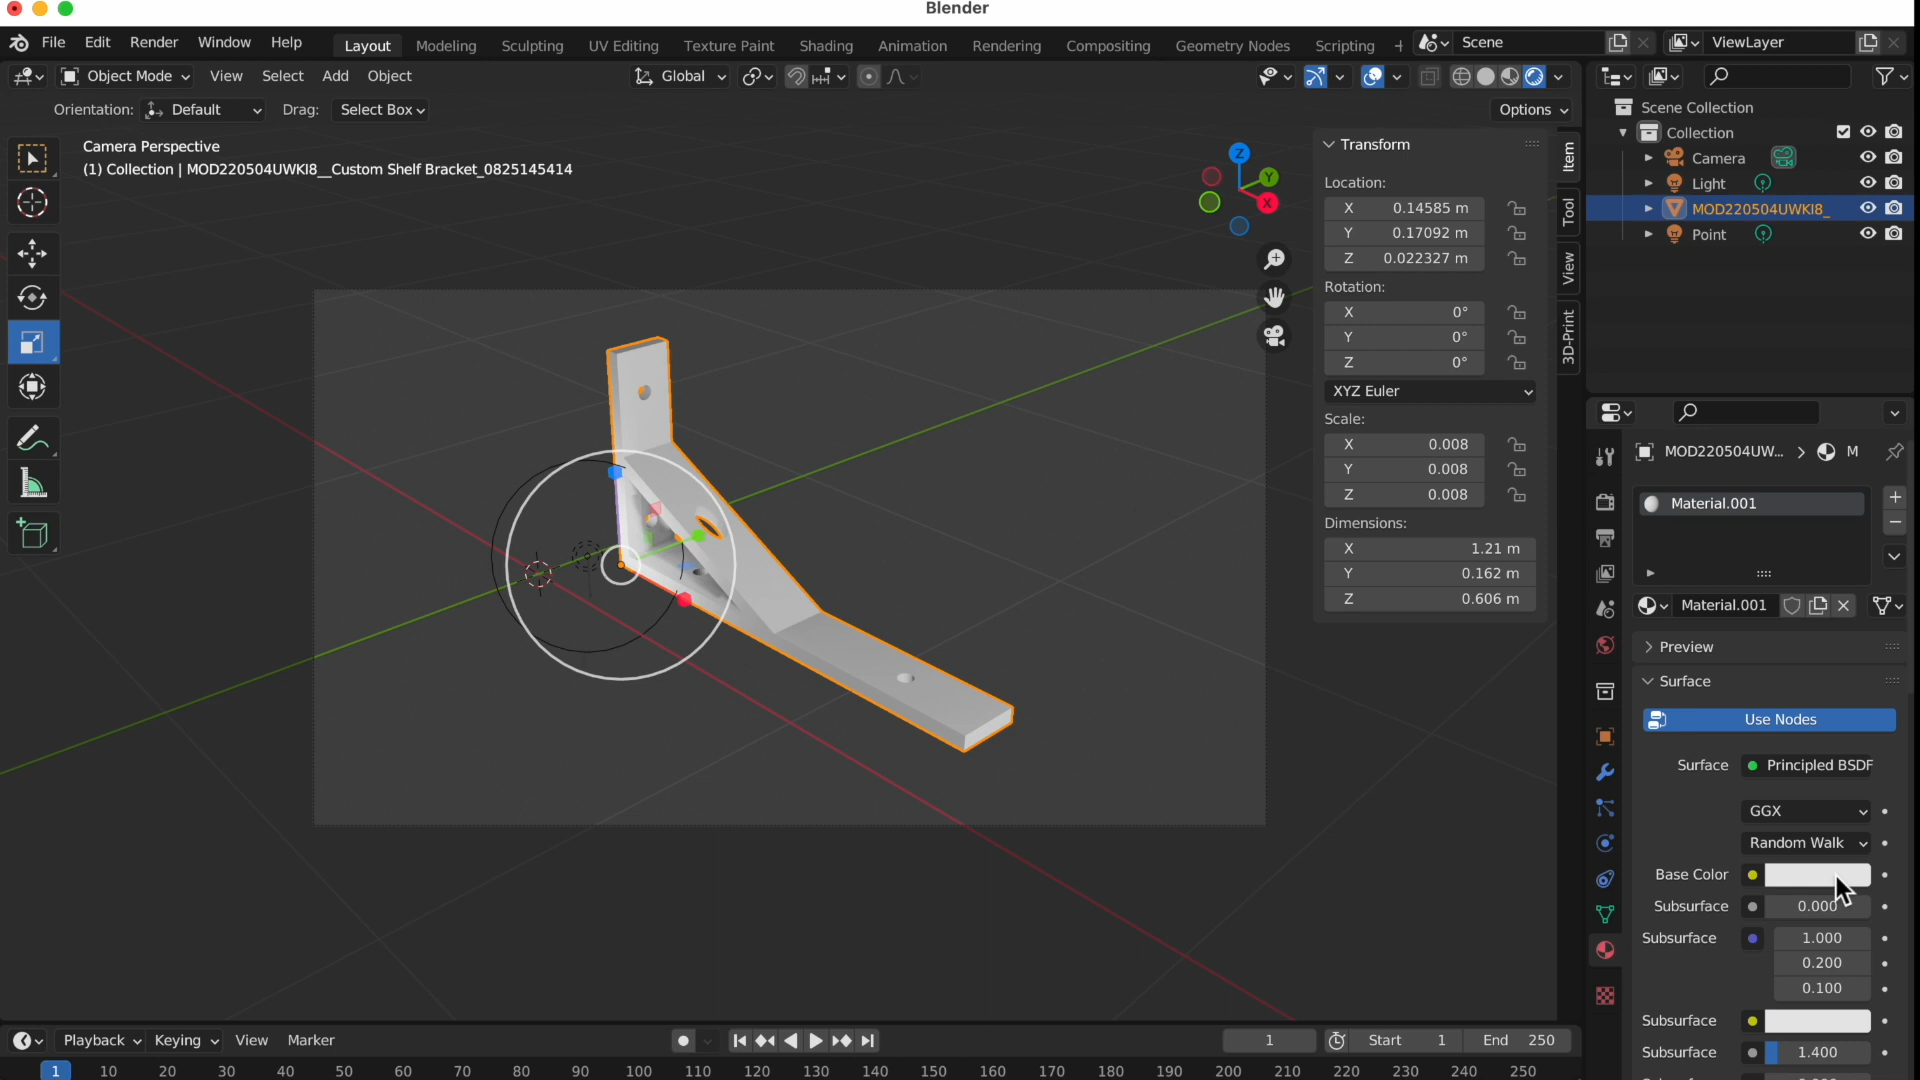 Blender
File Edit Render Window Help Layout Modeling Sculpting UV Editing Texture Paint Shading Animation Rendering Compositing Geometry Nodes Scripting + Scene ViewLayer
Object Mode View Select Add Object Global
Orientation: Default Drag: Select Box Options
Camera Perspective
(1) Collection | MOD220504UWKI8__Custom Shelf Bracket_0825145414
Z
Y
X
Transform
Location:
X 0.14585 m
Y 0.17092 m
Z 0.022327 m
Rotation:
X 0°
Y 0°
Z 0°
XYZ Euler
Scale:
X 0.008
Y 0.008
Z 0.008
Dimensions:
X 1.21 m
Y 0.162 m
Z 0.606 m
Item
Tool
View
3D-Print
Scene Collection
Collection
Camera
Light
MOD220504UWKI8_
Point
MOD220504UW... > M
Material.001
Material.001
Preview
Surface
Use Nodes
Surface Principled BSDF
GGX
Random Walk
Base Color
Subsurface 0.000
Subsurface 1.000
0.200
0.100
Subsurface
Subsurface 1.400
Playback Keying View Marker 1 Start 1 End 250
1 10 20 30 40 50 60 70 80 90 100 110 120 130 140 150 160 170 180 190 200 210 220 230 240 250